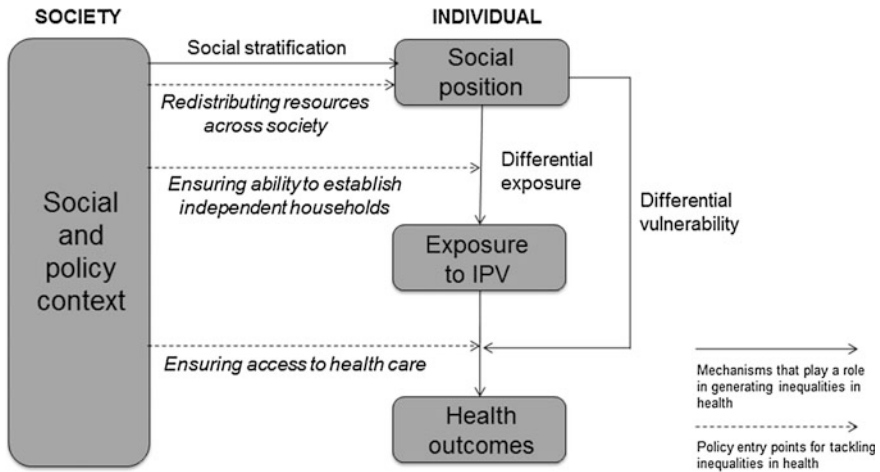 SOCIETY
INDIVIDUAL
Social stratification
Social
position
Redistributing resources
across society
Differential
exposure
Ensuring ability to establish
independent households
Differential
vulnerability
Social
and
policy
context
Exposure
to IPV
Ensuring access to health care
Mechanisms that play a role
in generating inequalities in
health
Health
outcomes
Policy entry points for tackling
inequalities in health